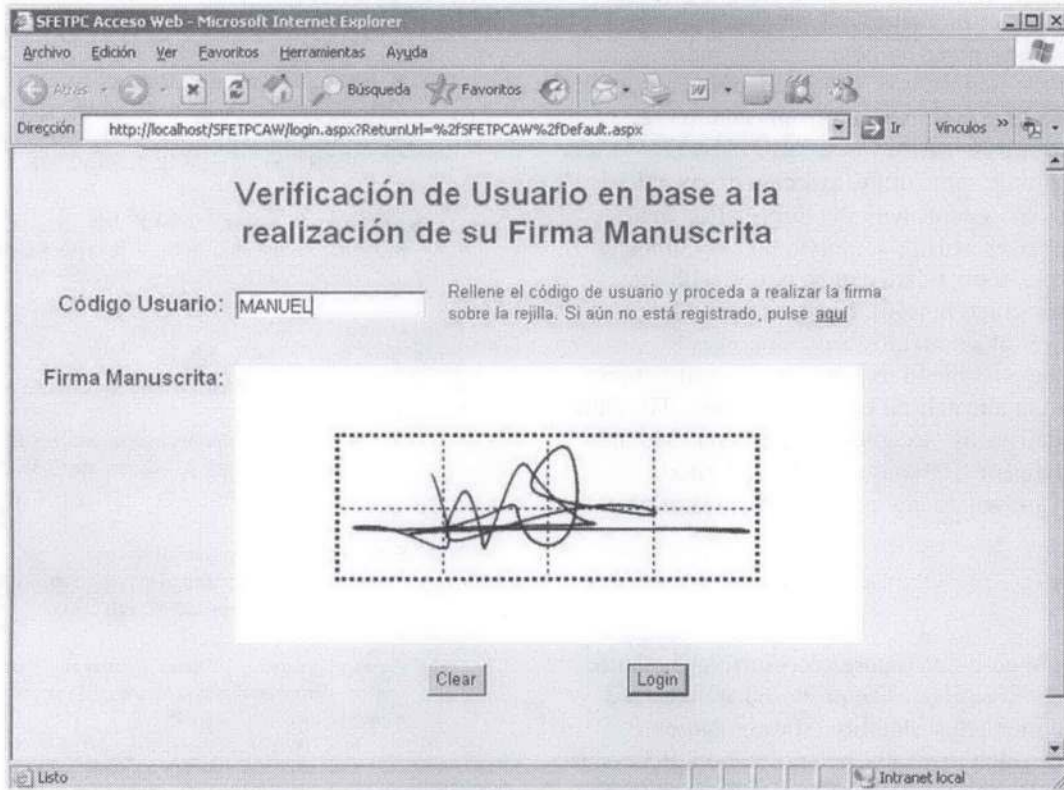 SFETPC Acceso Web - Microsoft Internet Explorer
Archivo Edición Ver Favoritos Herramientas Ayuda
Atrás Búsqueda Favoritos
Dirección http://localhost/SFETPCAW/login.aspx?ReturnUrl=%2fSFETPCAW%2fDefault.aspx Ir Vínculos »
Verificación de Usuario en base a la
realización de su Firma Manuscrita
Código Usuario: MANUEL Rellene el código de usuario y proceda a realizar la firma
sobre la rejilla. Si aún no está registrado, pulse aquí
Firma Manuscrita:
Clear Login
Listo Intranet local